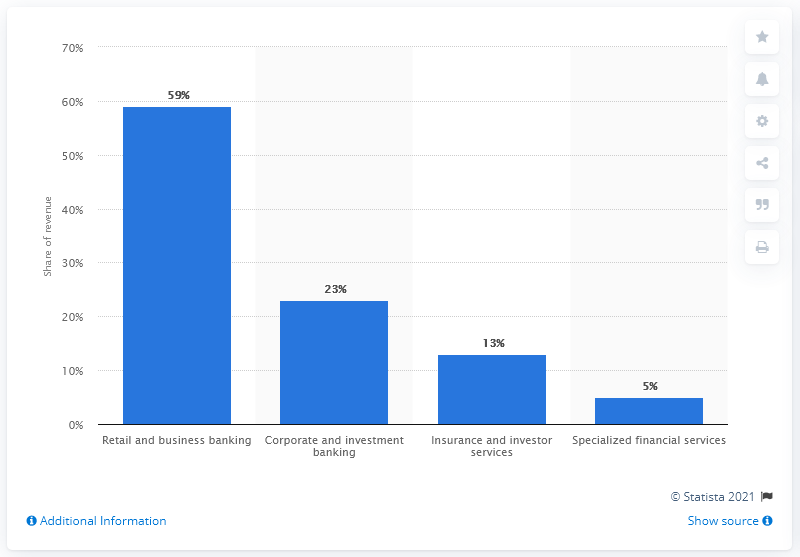 70%
60%
50%
40%
30%
20%
10%
0%
Share of revenue
59%
23%
13%
5%
Retail and business banking
Corporate and investment
banking
Insurance and investor
services
Specialized financial services
© Statista 2021
Additional Information
Show source